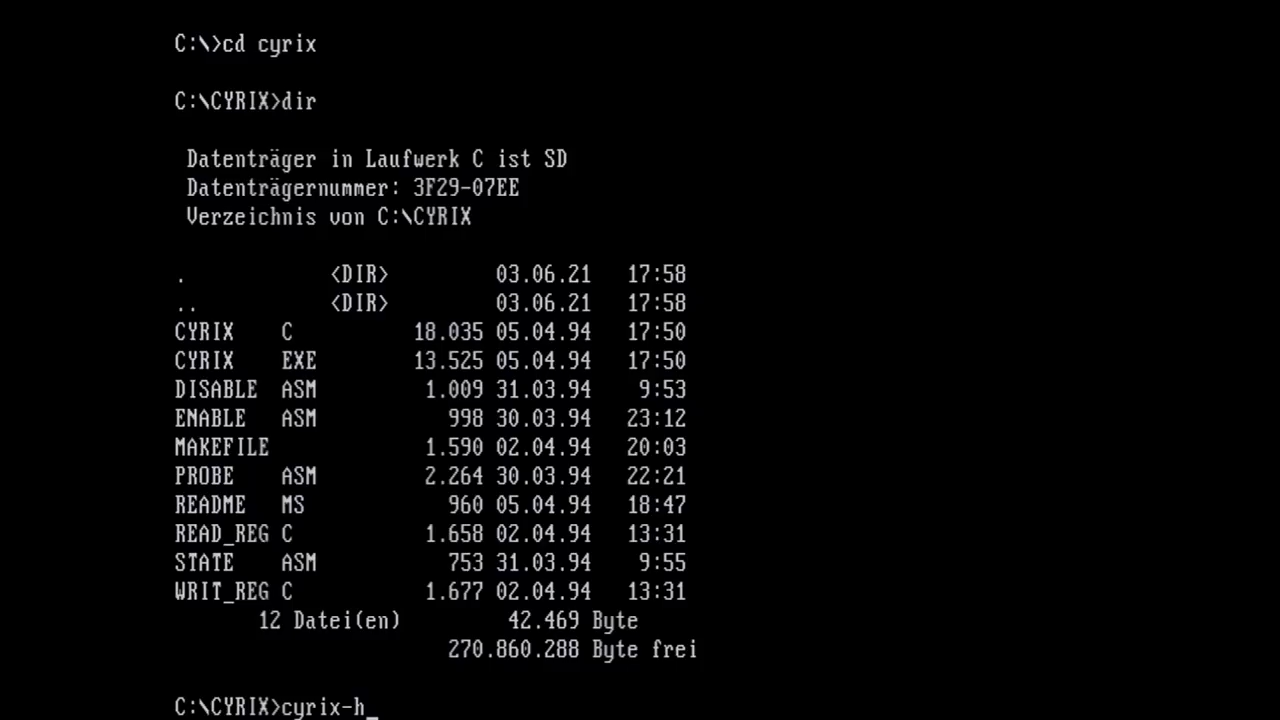 C:\>cd cyrix
C:\CYRIX>dir
Datenträger in Laufwerk C ist SD
Datenträgernummer: 3F29-07EE
Verzeichnis von C:\CYRIX
. <DIR> 03.06.21 17:58
.. <DIR> 03.06.21 17:58
CYRIX C 18.035 05.04.94 17:50
CYRIX EXE 13.525 05.04.94 17:50
DISABLE ASM 1.009 31.03.94 9:53
ENABLE ASM 998 30.03.94 23:12
MAKEFILE 1.590 02.04.94 20:03
PROBE ASM 2.264 30.03.94 22:21
README MS 960 05.04.94 18:47
READ_REG C 1.658 02.04.94 13:31
STATE ASM 753 31.03.94 9:55
WRIT_REG C 1.677 02.04.94 13:31
12 Datei(en) 42.469 Byte
270.860.288 Byte frei
C:\CYRIX>cyrix-h_